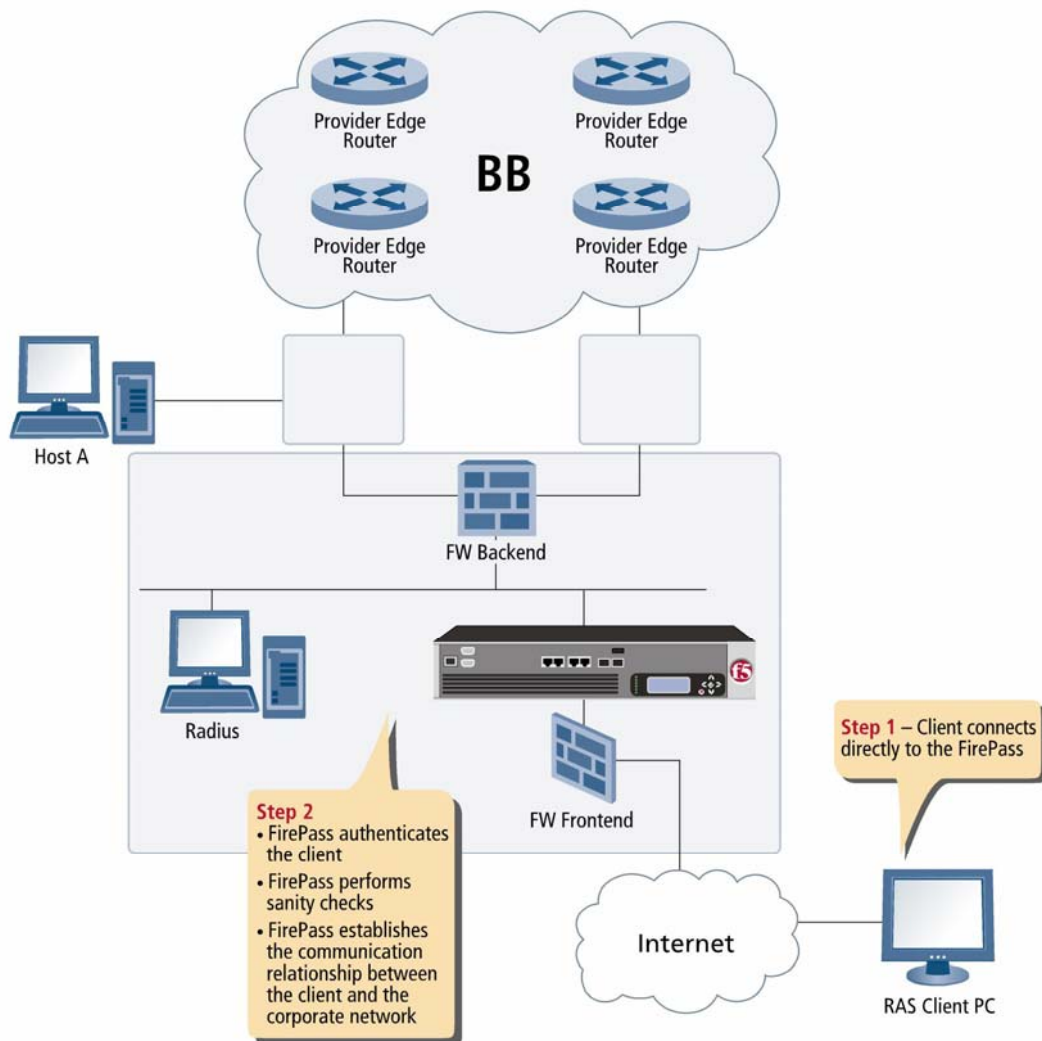 Provider Edge
Router
Provider Edge
Router
BB
Provider Edge
Router
Provider Edge
Router
Host A
FW Backend
f5
Radius
Step 1 – Client connects
directly to the FirePass
Step 2
• FirePass authenticates
the client
• FirePass performs
sanity checks
• FirePass establishes
the communication
relationship between
the client and the
corporate network
FW Frontend
Internet
RAS Client PC